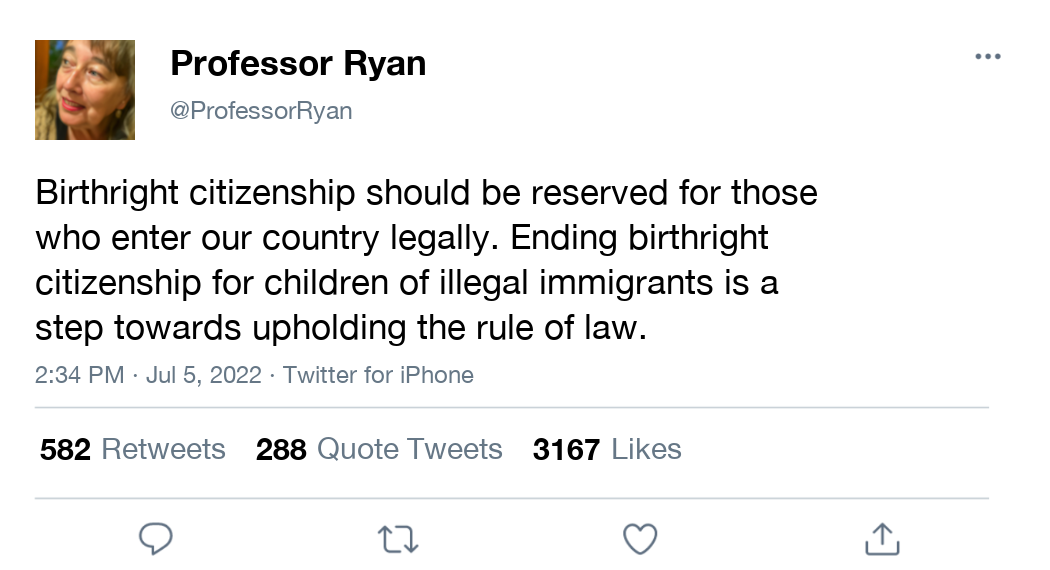 Professor Ryan
@ProfessorRyan
Birthright citizenship should be reserved for those
who enter our country legally. Ending birthright
citizenship for children of illegal immigrants is a
step towards upholding the rule of law.
2:34 PM · Jul 5, 2022 · Twitter for iPhone
582 Retweets 288 Quote Tweets 3167 Likes